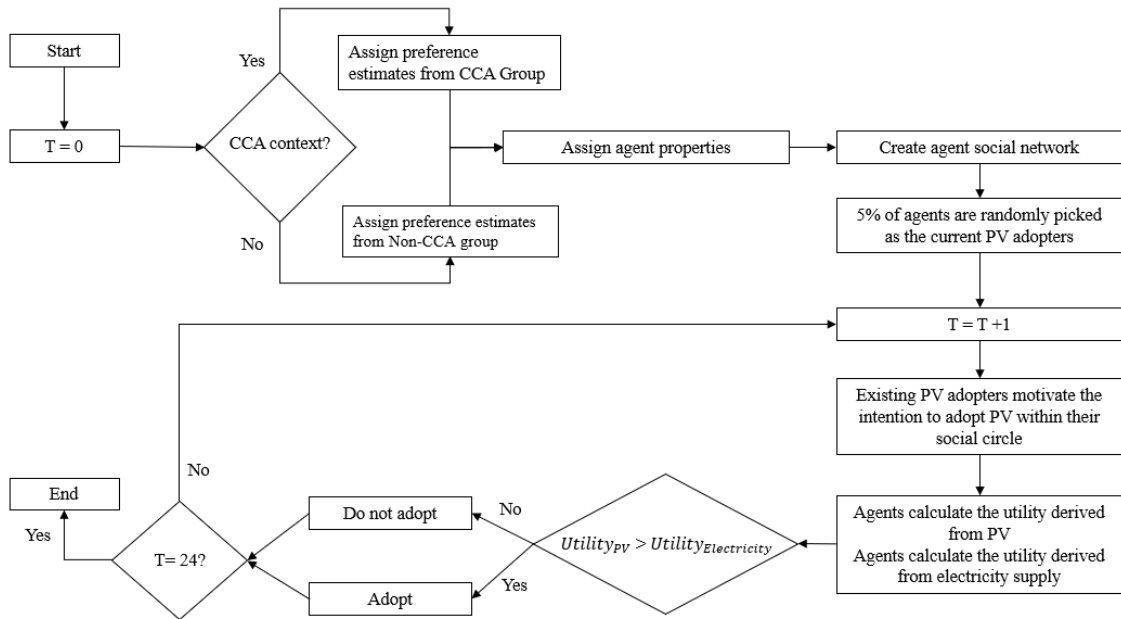 Start
T = 0
CCA context?
Yes
No
Assign preference
estimates from CCA Group
Assign preference estimates
from Non-CCA group
Assign agent properties
Create agent social network
5% of agents are randomly picked
as the current PV adopters
T = T +1
Existing PV adopters motivate the
intention to adopt PV within their
social circle
Agents calculate the utility derived
from PV
Agents calculate the utility derived
from electricity supply
Utility_PV > Utility_Electricity
No
Yes
Do not adopt
Adopt
T= 24?
No
Yes
End